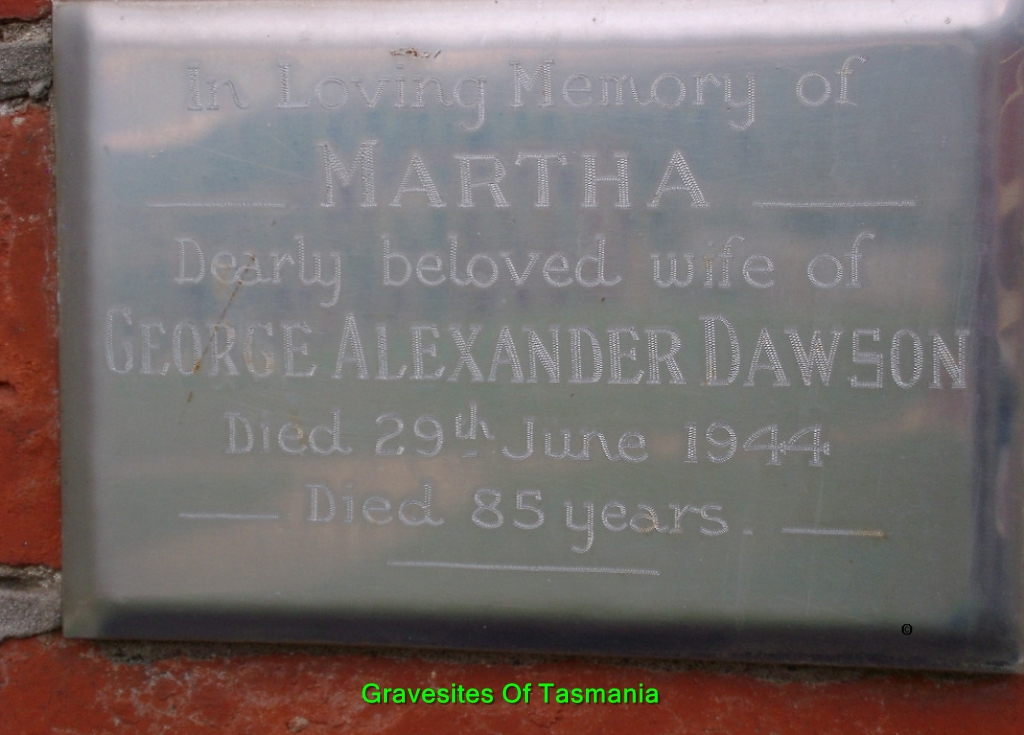 In Loving Memory of
MARTHA
Dearly beloved wife of
GEORGE ALEXANDER DAWSON
Died 29th June 1944
Died 85 years.
©
Gravesites Of Tasmania